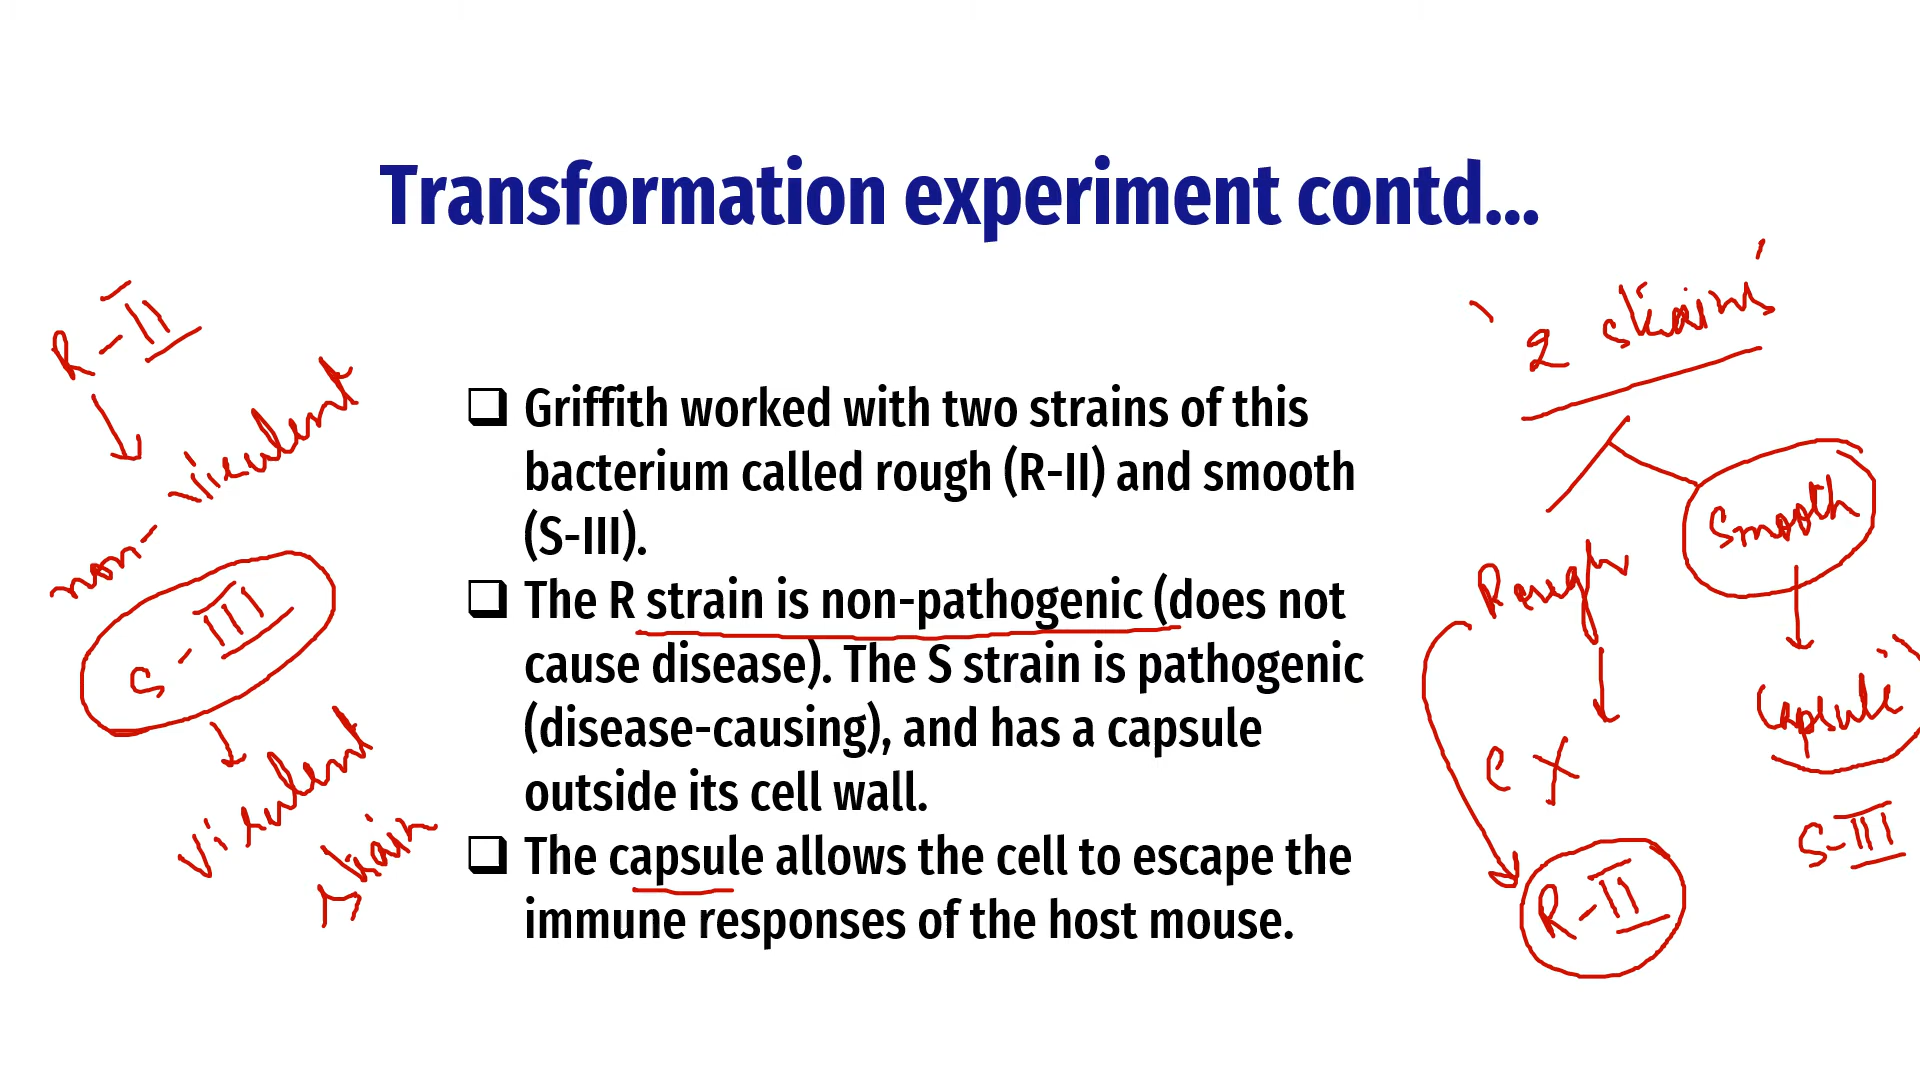 Transformation experiment contd...
R-II
non-virulent
S-III
Virulent
strain
❑ Griffith worked with two strains of this
bacterium called rough (R-II) and smooth
(S-III).
❑ The R strain is non-pathogenic (does not
cause disease). The S strain is pathogenic
(disease-causing), and has a capsule
outside its cell wall.
❑ The capsule allows the cell to escape the
immune responses of the host mouse.
'2 strains'
Rough
Smooth
C X
Capsule
R-II
S-III